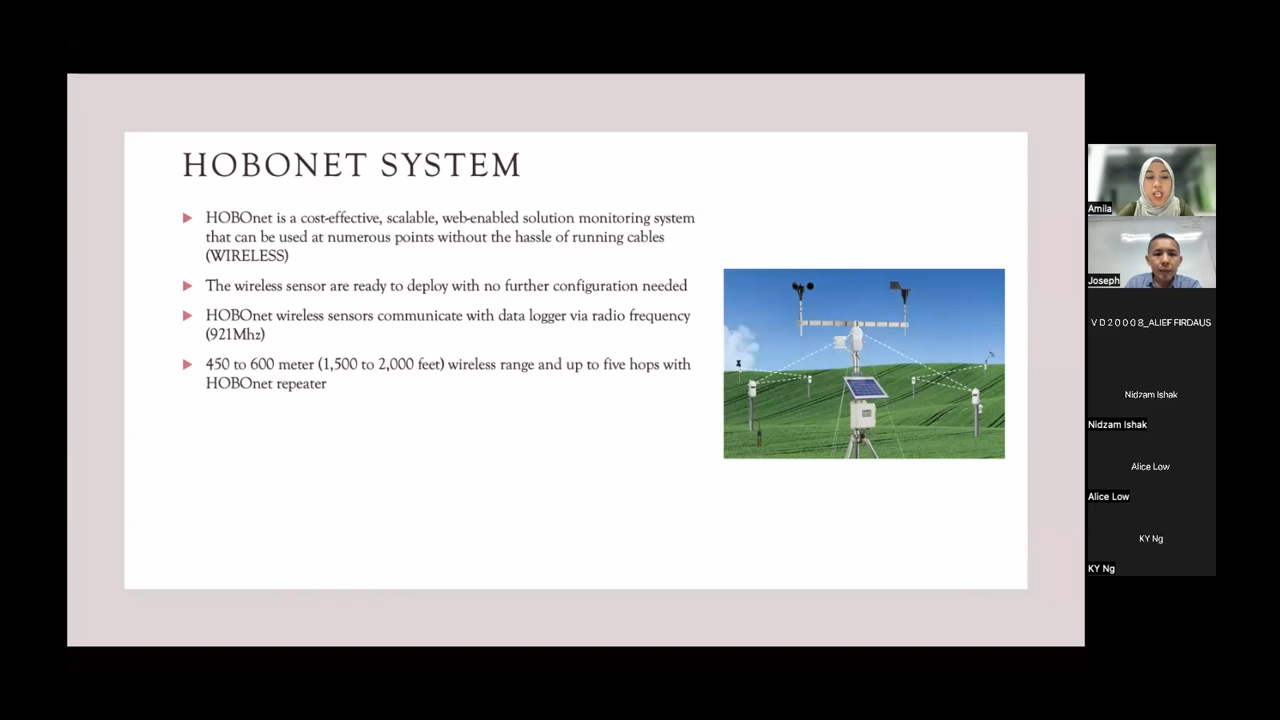 HOBONET SYSTEM
HOBOnet is a cost-effective, scalable, web-enabled solution monitoring system
that can be used at numerous points without the hassle of running cables
(WIRELESS)
The wireless sensor are ready to deploy with no further configuration needed
HOBOnet wireless sensors communicate with data logger via radio frequency
(921Mhz)
450 to 600 meter (1,500 to 2,000 feet) wireless range and up to five hops with
HOBOnet repeater
Amila
Joseph
V D 2 0 0 0 8_ALIEF FIRDAUS
Nidzam Ishak
Nidzam Ishak
Alice Low
Alice Low
KY Ng
KY Ng